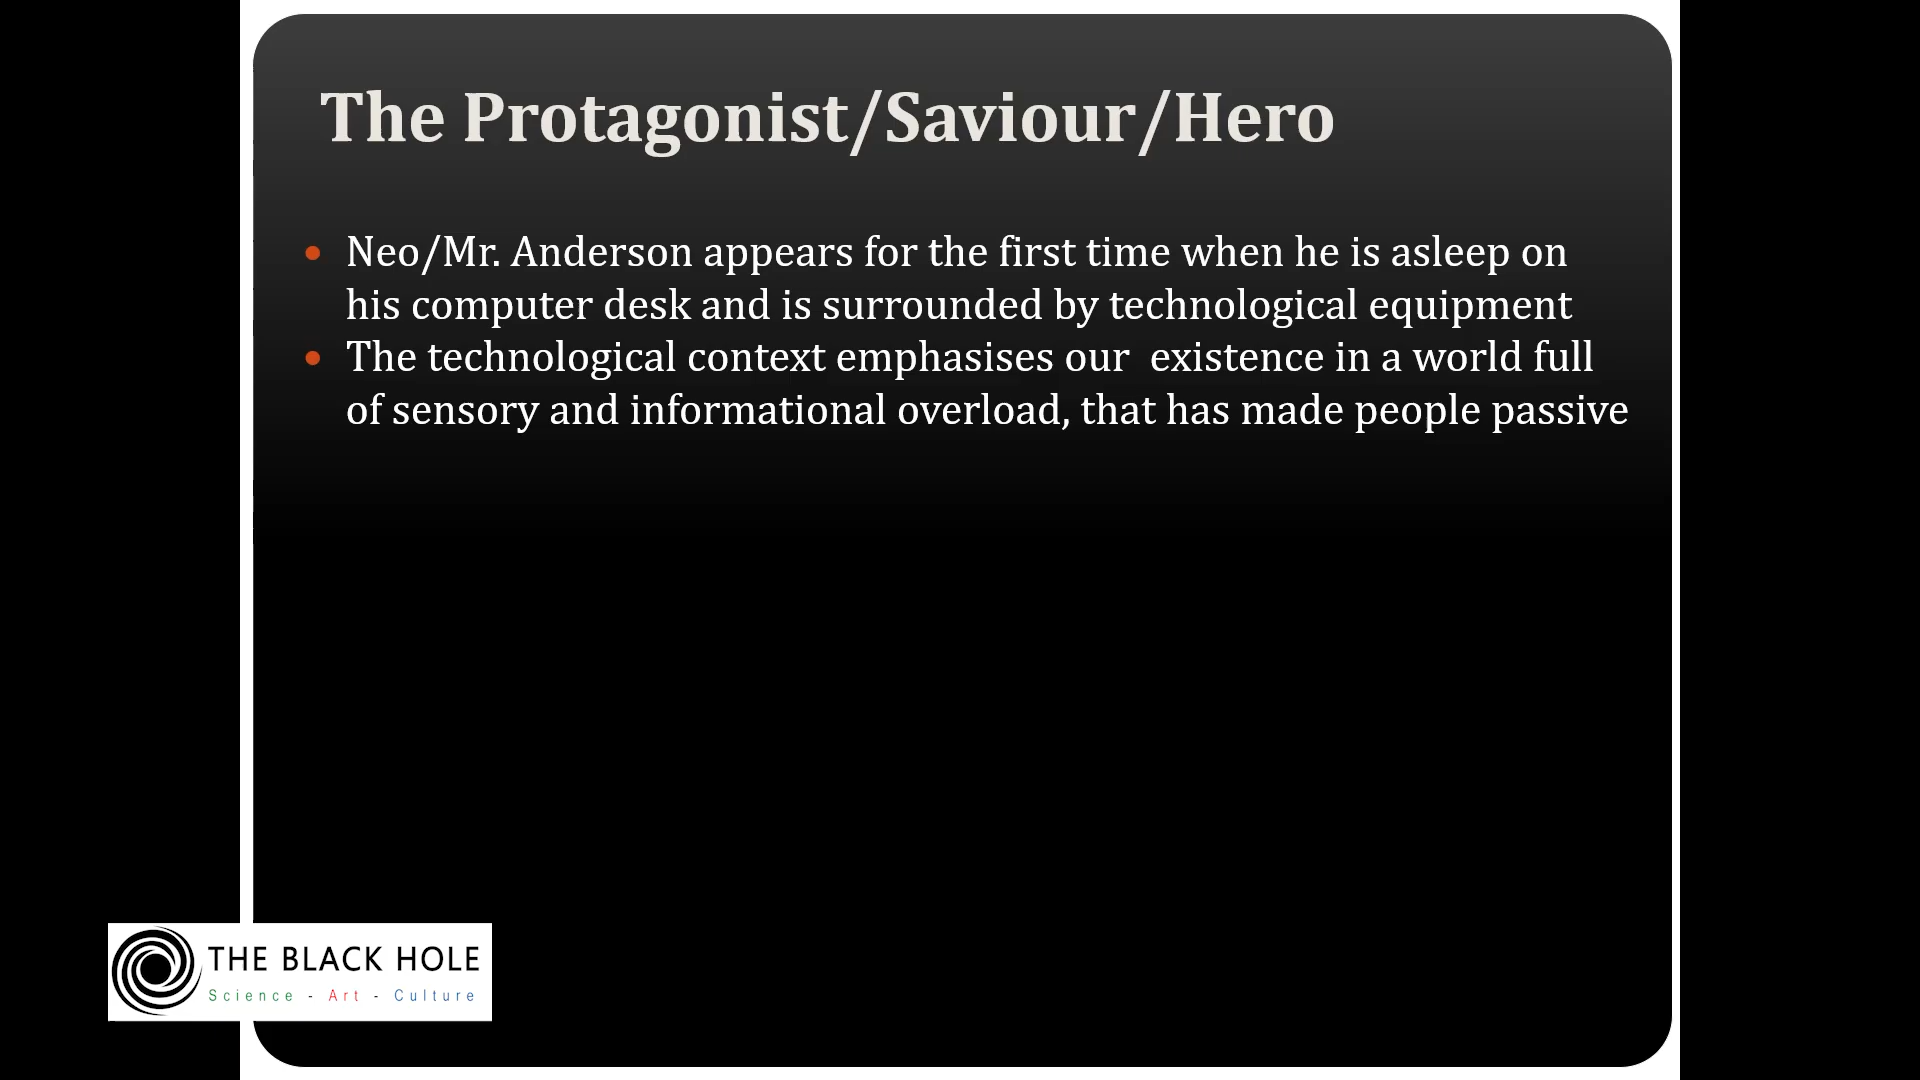 The Protagonist/Saviour/Hero
Neo/Mr. Anderson appears for the first time when he is asleep on
his computer desk and is surrounded by technological equipment
The technological context emphasises our  existence in a world full
of sensory and informational overload, that has made people passive
THE BLACK HOLE
Science - Art - Culture